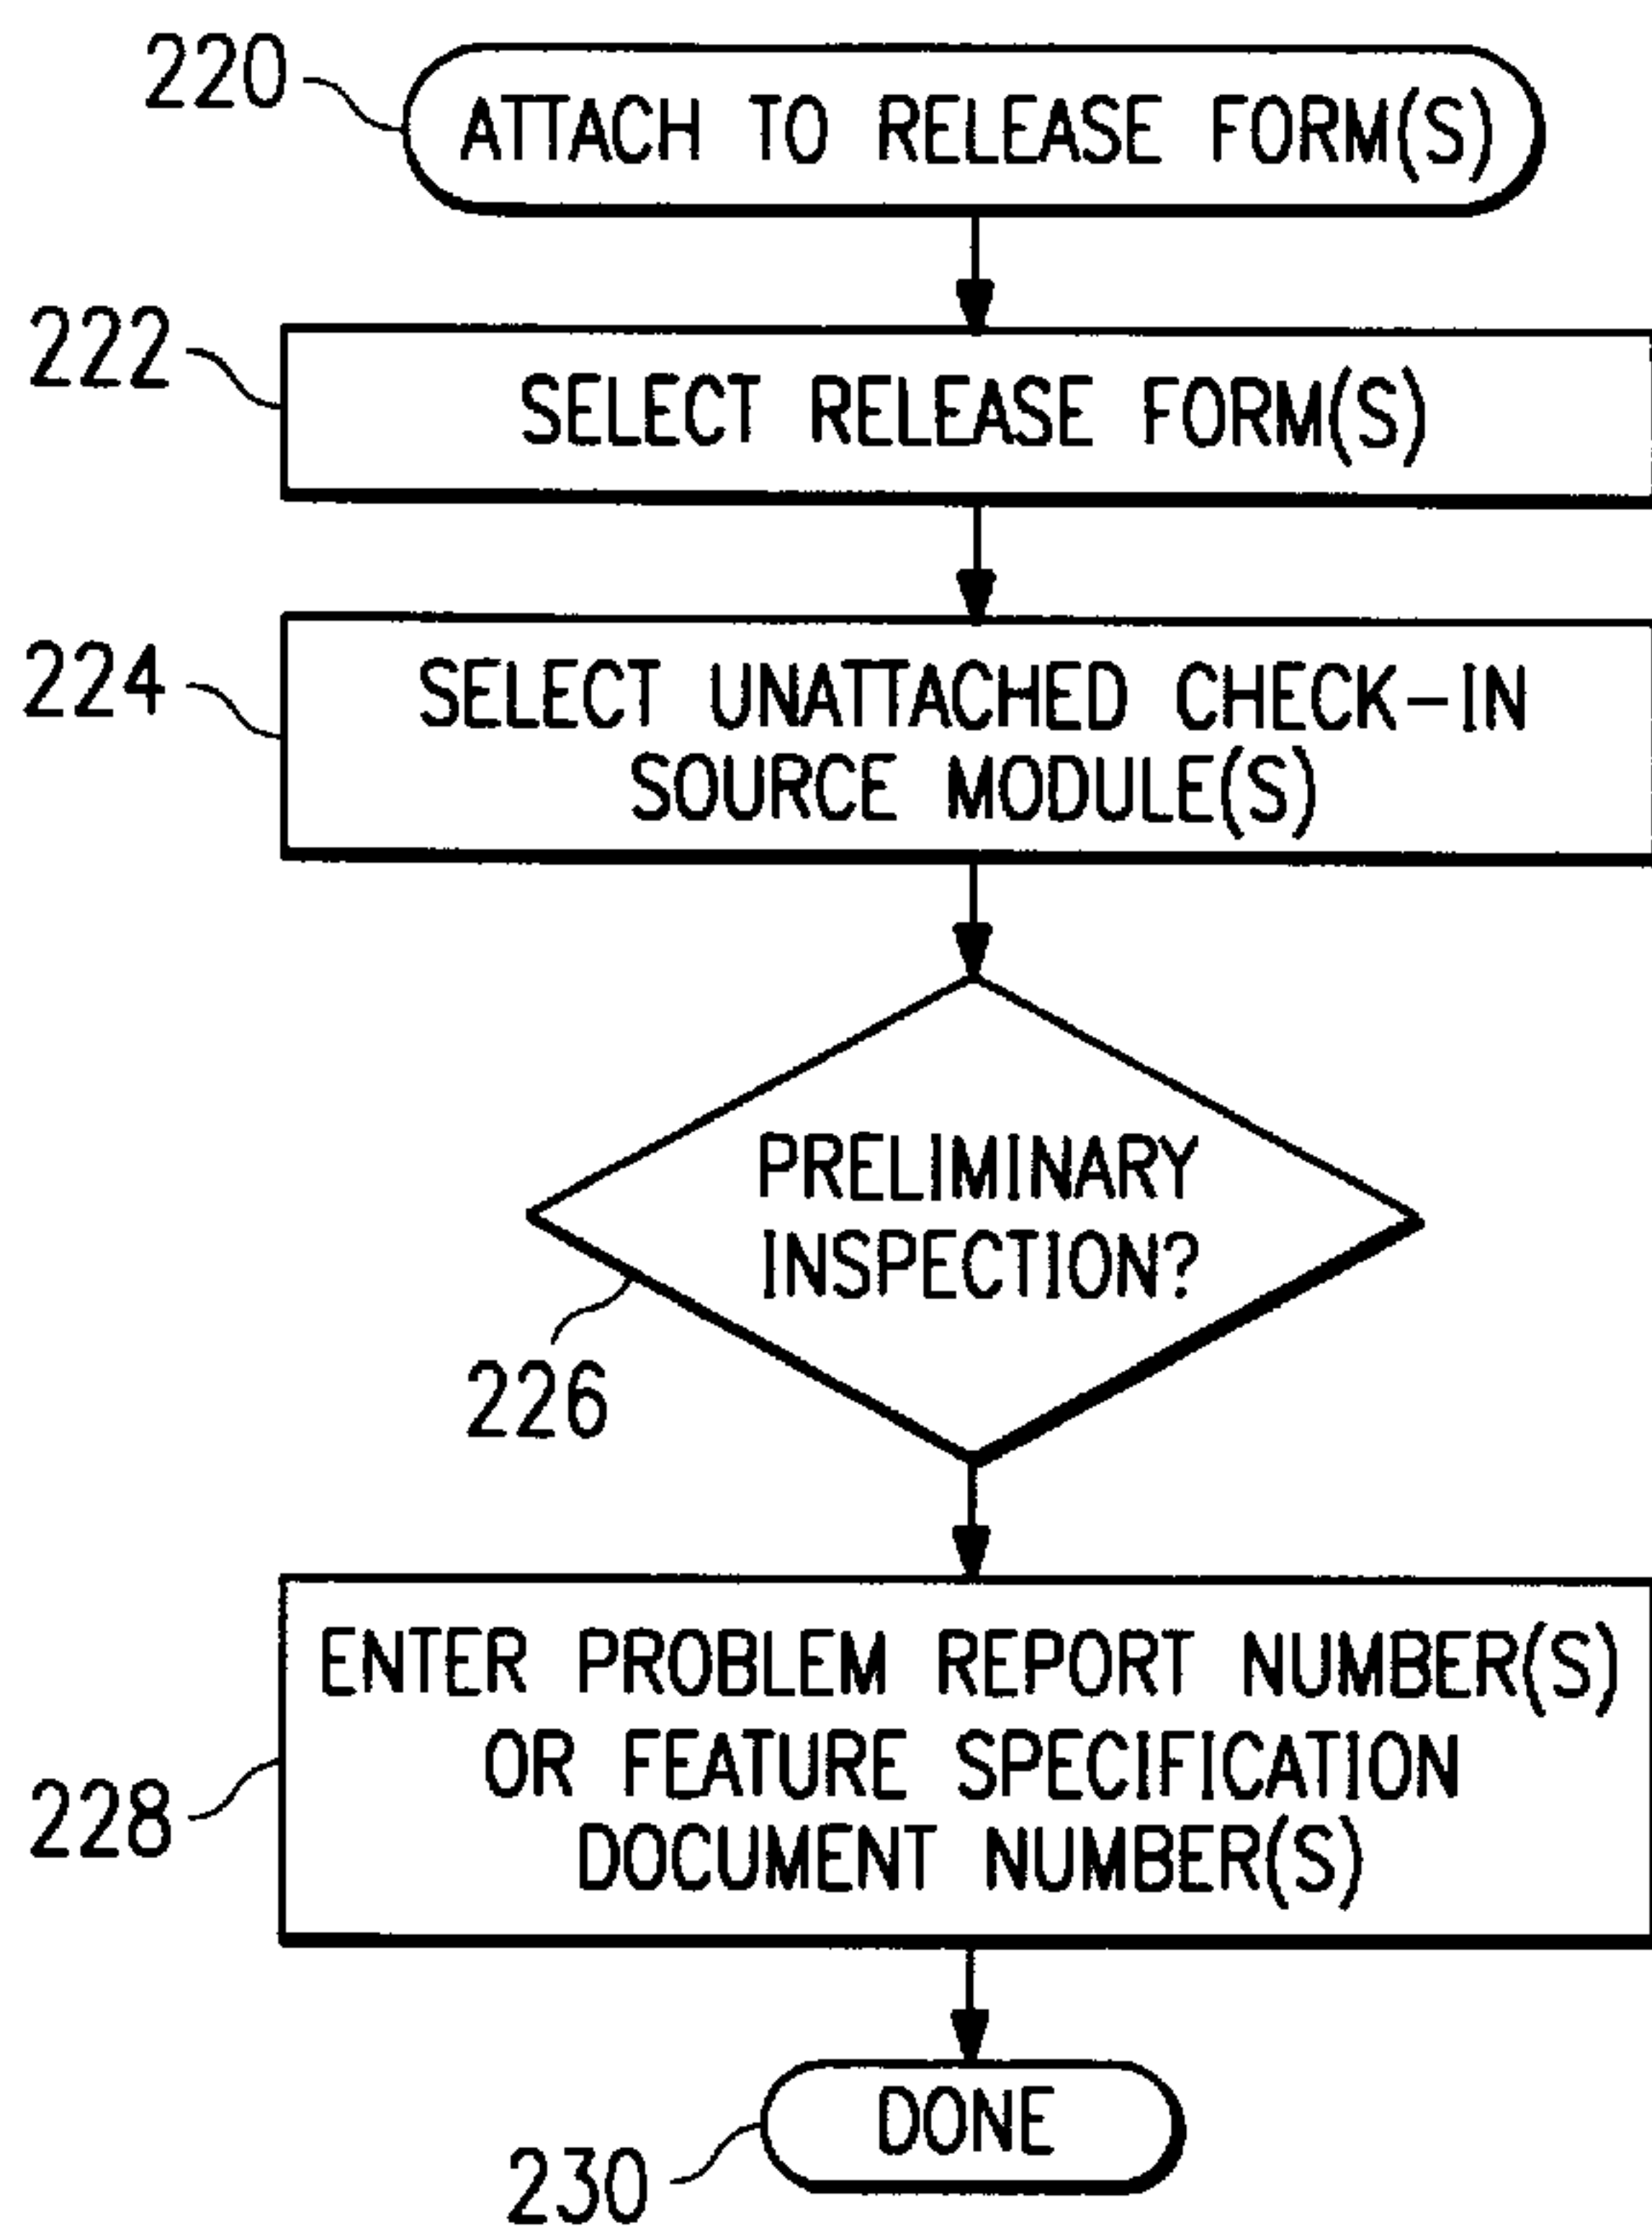 220
ATTACH TO RELEASE FORM(S)
222
SELECT RELEASE FORM(S)
224
SELECT UNATTACHED CHECK-IN
SOURCE MODULE(S)
PRELIMINARY
INSPECTION?
226
ENTER PROBLEM REPORT NUMBER(S)
OR FEATURE SPECIFICATION
DOCUMENT NUMBER(S)
228
DONE
230